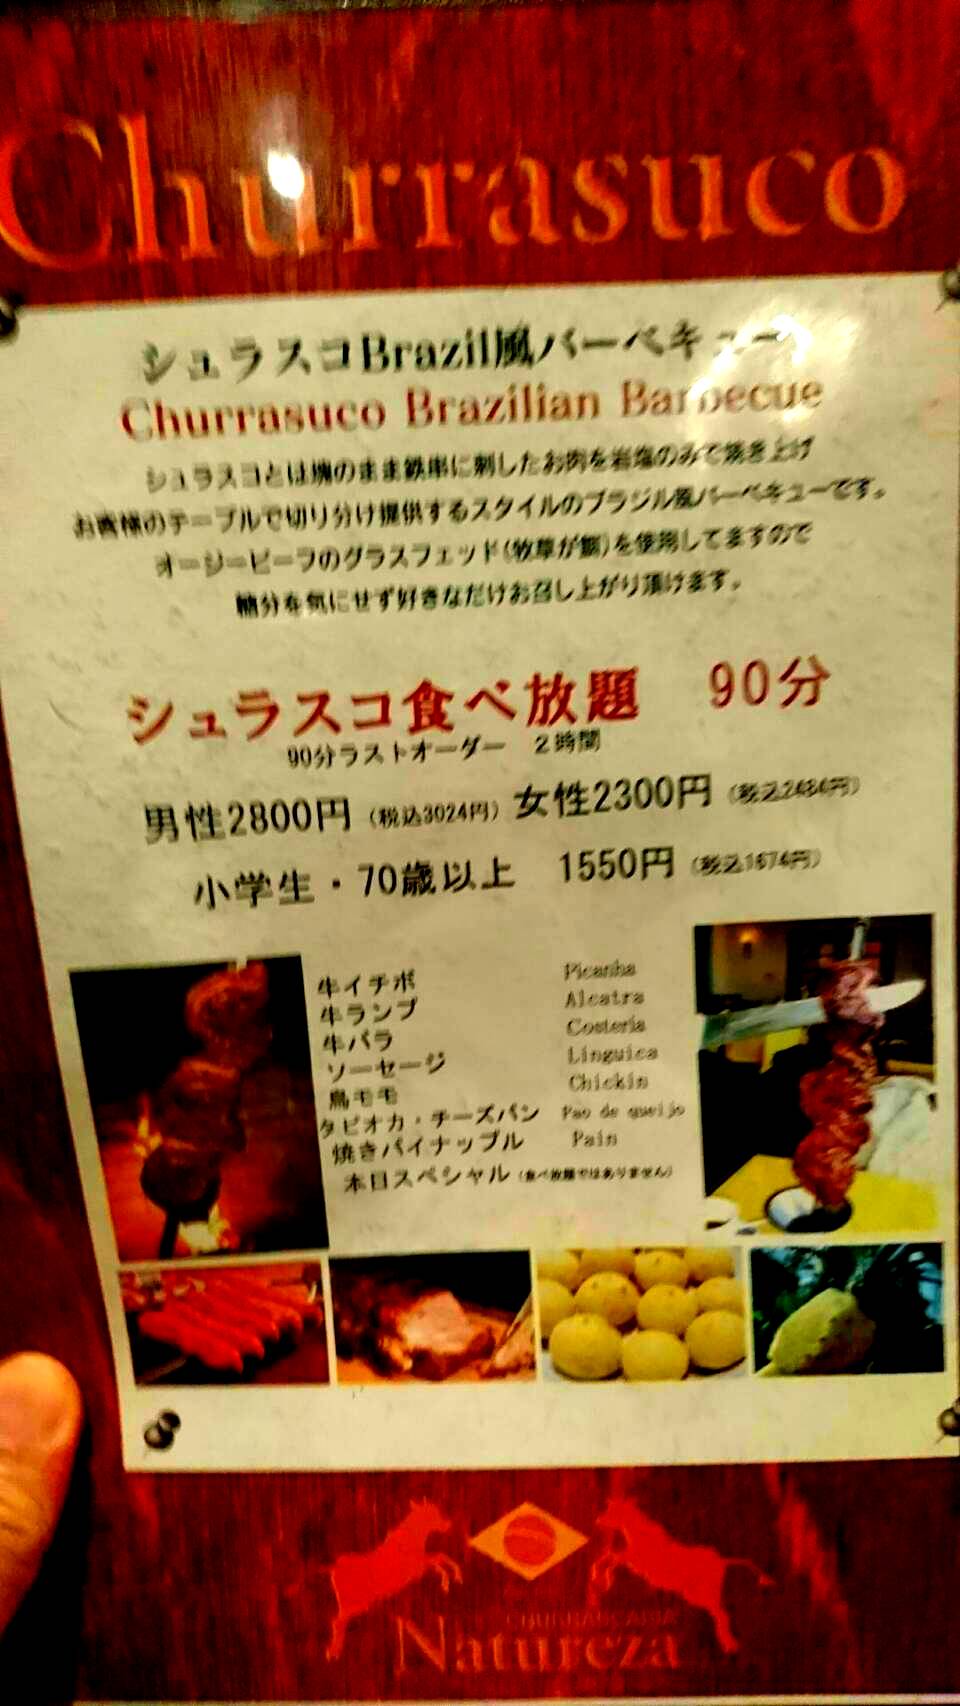 Churrasuco
シュラスコBrazil風バーベキュー
Churrasuco Brazilian Barbecue
シュラスコとは塊のまま鉄串に刺したお肉を岩塩のみで焼き上げ
お客様のテーブルで切り分け提供するスタイルのブラジル風バーベキューです。
オージービーフのグラスフェッド(牧草が餌)を使用してますので
糖分を気にせず好きなだけお召し上がり頂けます。
シュラスコ食べ放題 90分
90分ラストオーダー 2時間
男性2800円(税込3024円) 女性2300円(税込2484円)
小学生・70歳以上 1550円(税込1674円)
牛イチボ Picanha
牛ランプ Alcatra
牛バラ Costeria
ソーセージ Linguica
鳥モモ Chickin
タピオカ・チーズパン Pao de queijo
焼きパイナップル Pain
本日スペシャル(食べ放題ではありません)
CHURRASCARIA
Natureza